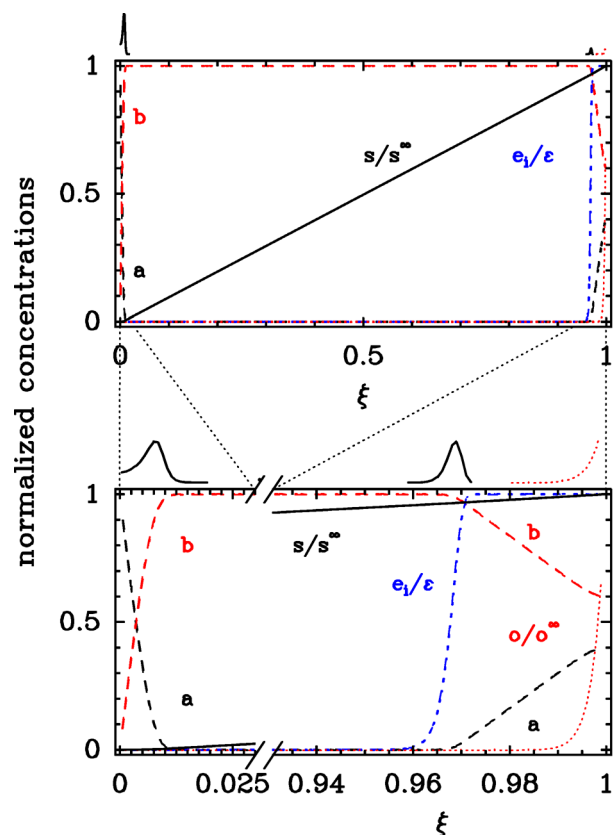 1
b
s/s∞
eᵢ/ε
0.5
a
0
0
0.5
1
ξ
normalized concentrations
1
b
s/s∞
b
eᵢ/ε
0.5
o/o∞
a
a
0
0
0.025
0.94
0.96
0.98
1
ξ